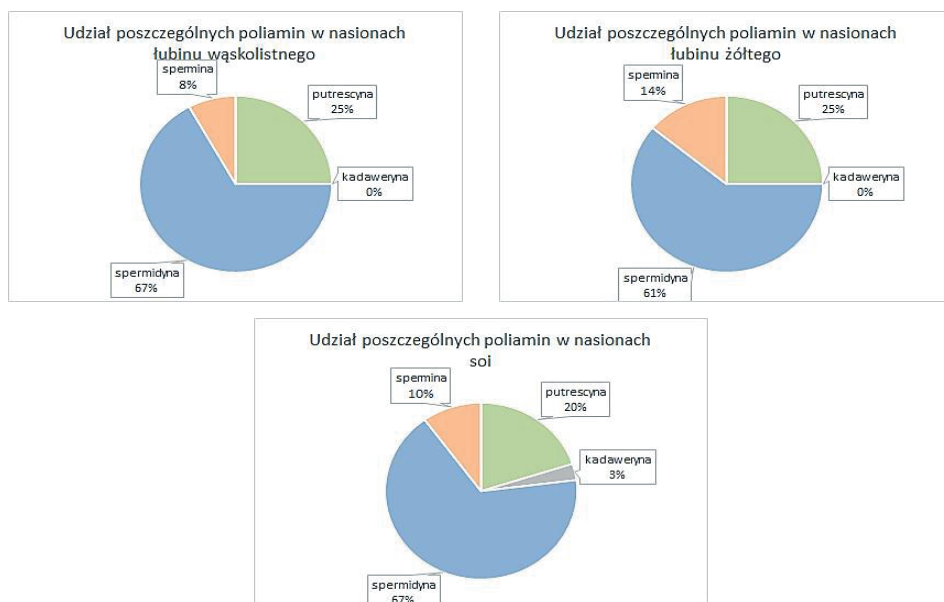 Udział poszczególnych poliamin w nasionach
łubinu wąskolistnego
spermina
8%
putrescyna
25%
kadaweryna
0%
spermidyna
67%
Udział poszczególnych poliamin w nasionach
łubinu żółtego
spermina
14%
putrescyna
25%
kadaweryna
0%
spermidyna
61%
Udział poszczególnych poliamin w nasionach
soi
spermina
10%
putrescyna
20%
kadaweryna
3%
spermidyna
67%